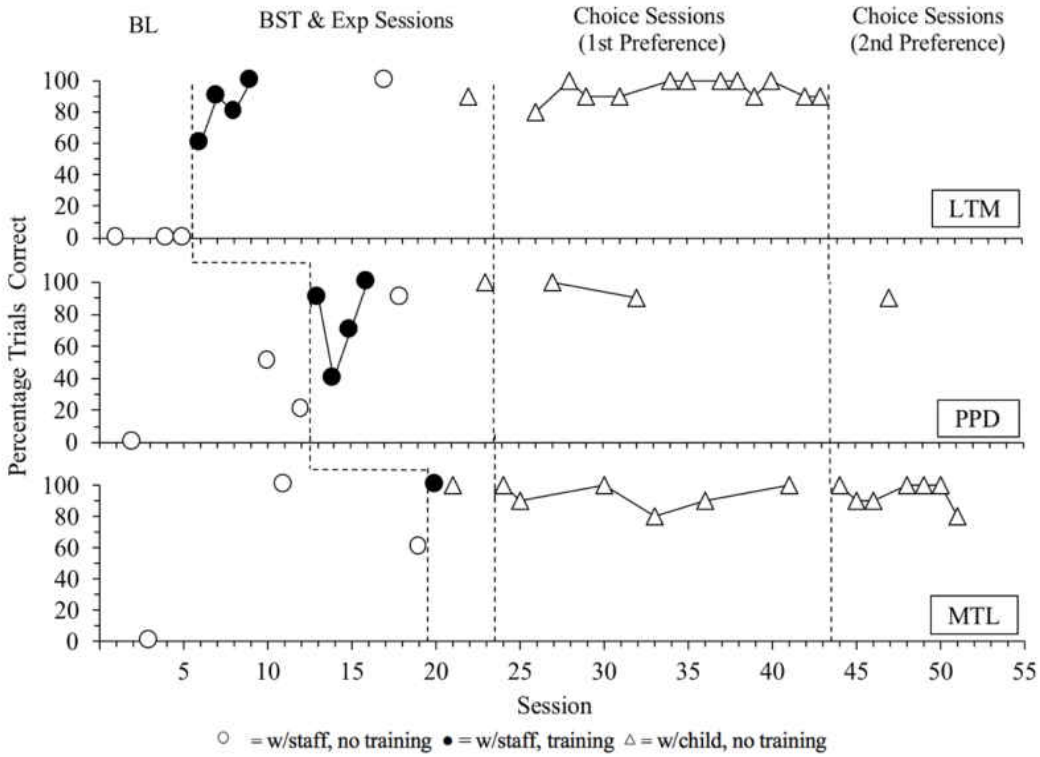 BL
BST & Exp Sessions
Choice Sessions
(1st Preference)
Choice Sessions
(2nd Preference)
Percentage Trials Correct
100
80
60
40
20
0
LTM
100
80
60
40
20
0
PPD
100
80
60
40
20
0
MTL
5 10 15 20 25 30 35 40 45 50 55
Session
= w/staff, no training = w/staff, training = w/child, no training